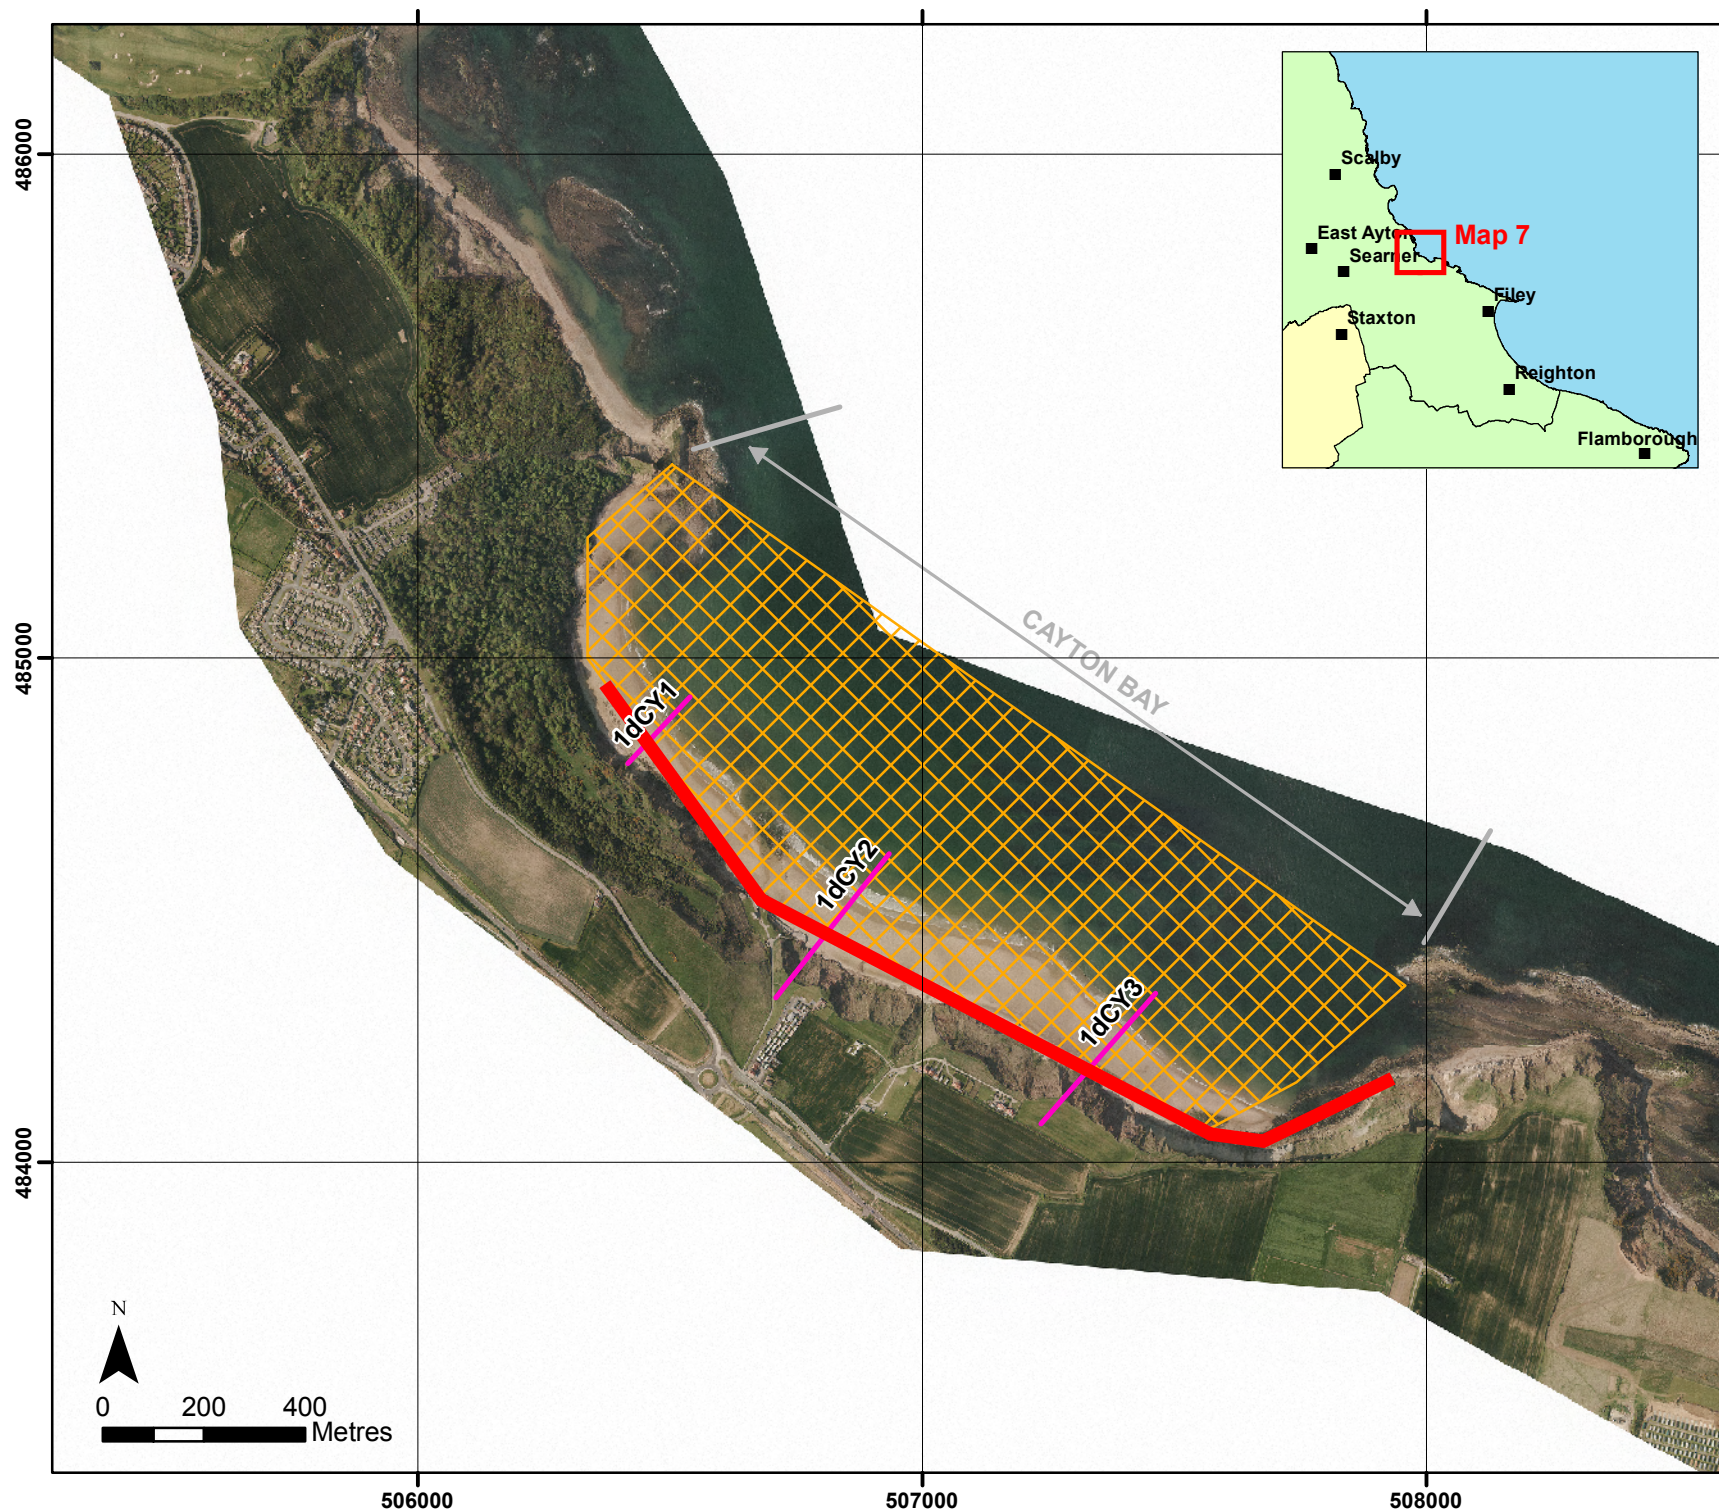 486000
485000
484000
506000
507000
508000
Scalby
East Ayton
Searner
Map 7
Filey
Staxton
Reighton
Flamborough
CAYTON BAY
1dCY1
1dCY2
1dCY3
N
0 200 400
Metres